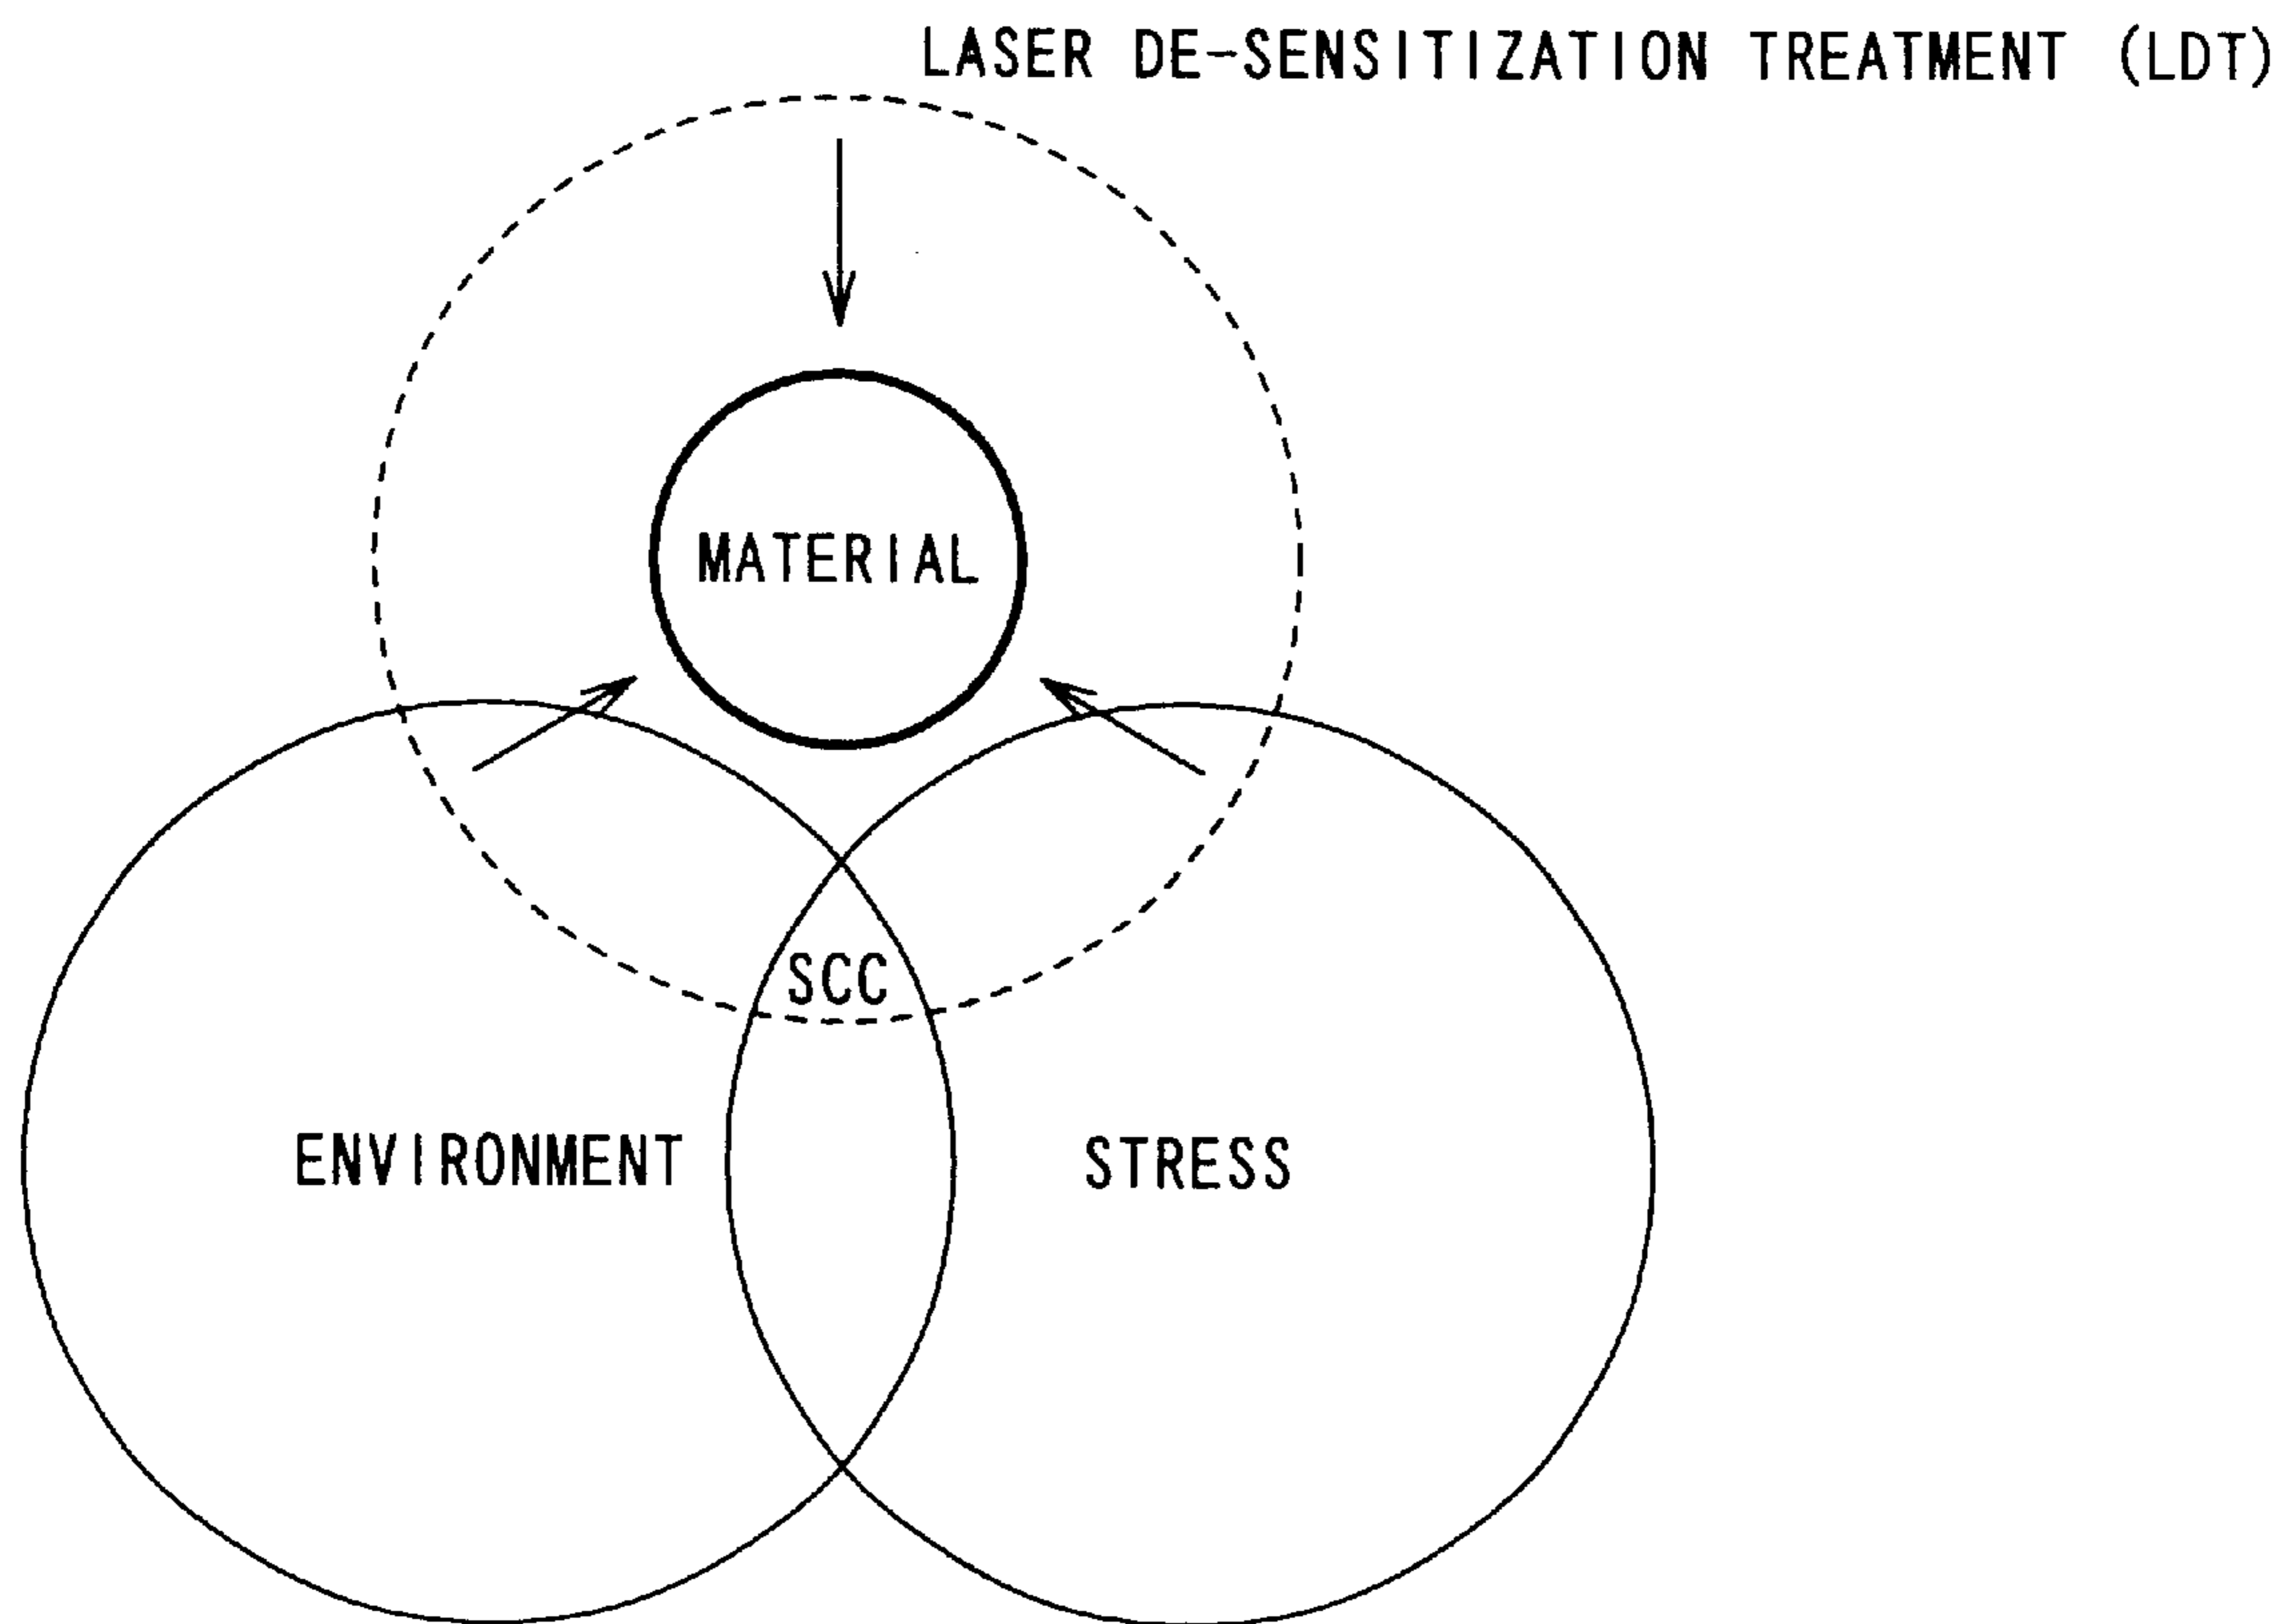 LASER DE-SENSITIZATION TREATMENT (LDT)
MATERIAL
SCC
ENVIRONMENT
STRESS